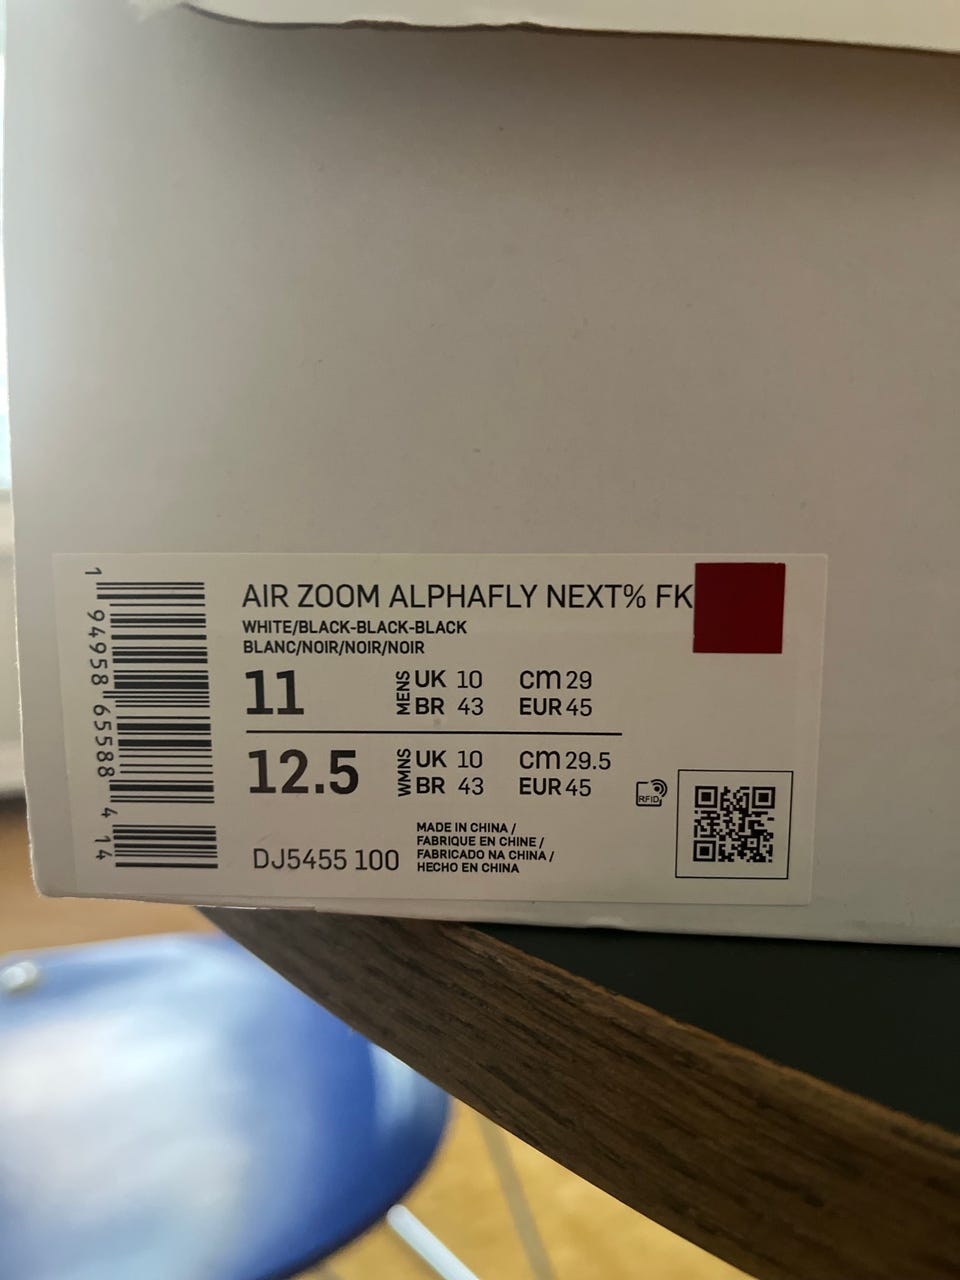 AIR ZOOM ALPHAFLY NEXT% FK
WHITE/BLACK-BLACK-BLACK
BLANC/NOIR/NOIR/NOIR
11 MENS UK 10 cm 29
BR 43 EUR 45
12.5 WMNS UK 10 cm 29.5
BR 43 EUR 45
RFID
DJ5455 100
MADE IN CHINA /
FABRIQUE EN CHINE /
FABRICADO NA CHINA /
HECHO EN CHINA
1 94958 65588 4 14